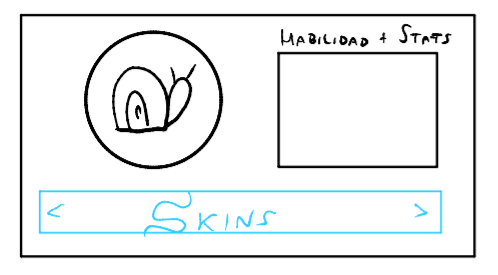 HABILIDAD + STATS
< SKINS >